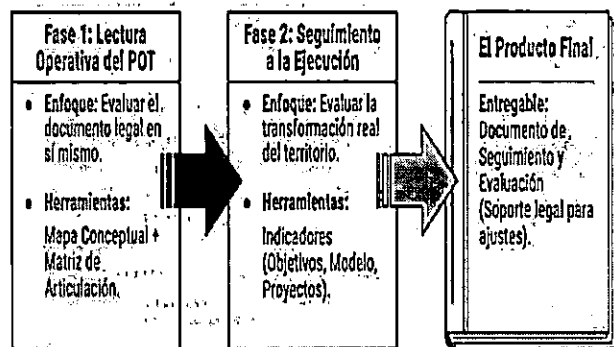 Fase 1: Lectura
Operativa del POT
• Enfoque: Evaluar el
documento legal en
sí mismo.
• Herramientas:
Mapa Conceptual +
Matriz de
Articulación.
Fase 2: Seguimiento
a la Ejecución
• Enfoque: Evaluar la
transformación real
del territorio.
• Herramientas:
Indicadores
(Objetivos, Modelo,
Proyectos).
El Producto Final
Entregable:
Documento de
Seguimiento y
Evaluación
(Soporte legal para
ajustes).